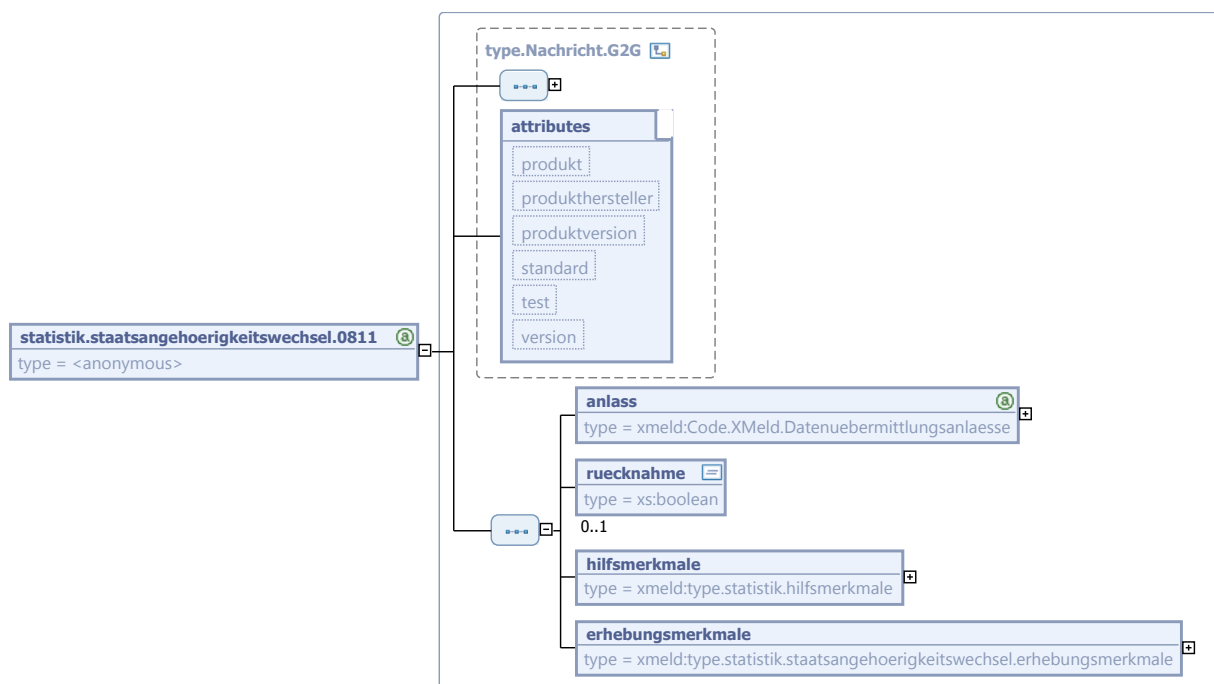 type.Nachricht.G2G
attributes
produkt
produkthersteller
produktversion
standard
test
version
statistik.staatsangehoerigkeitswechsel.0811
type = <anonymous>
anlass
type = xmeld:Code.XMeld.Datenuebermittlungsanlaesse
ruecknahme
type = xs:boolean
0..1
hilfsmerkmale
type = xmeld:type.statistik.hilfsmerkmale
erhebungsmerkmale
type = xmeld:type.statistik.staatsangehoerigkeitswechsel.erhebungsmerkmale